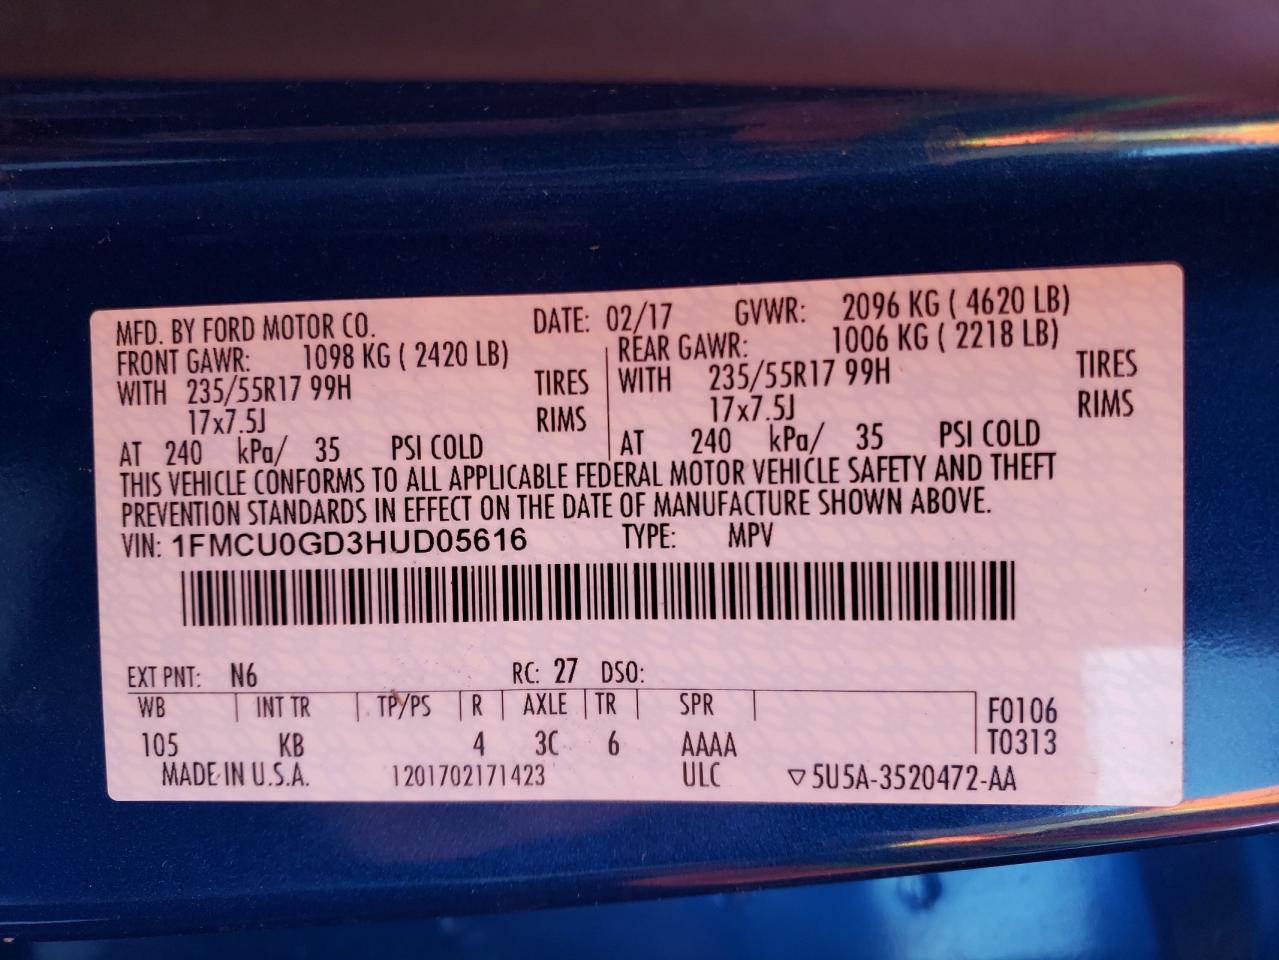 MFD. BY FORD MOTOR CO. DATE: 02/17 GVWR: 2096 KG ( 4620 LB)
FRONT GAWR: 1098 KG ( 2420 LB) REAR GAWR: 1006 KG ( 2218 LB)
WITH 235/55R17 99H TIRES WITH 235/55R17 99H TIRES
17x7.5J RIMS 17x7.5J RIMS
AT 240 kPa/ 35 PSI COLD AT 240 kPa/ 35 PSI COLD
THIS VEHICLE CONFORMS TO ALL APPLICABLE FEDERAL MOTOR VEHICLE SAFETY AND THEFT
PREVENTION STANDARDS IN EFFECT ON THE DATE OF MANUFACTURE SHOWN ABOVE.
VIN: 1FMCU0GD3HUD05616 TYPE: MPV
EXT PNT: N6 RC: 27 DSO:
WB INT TR TP/PS R AXLE TR SPR F0106
105 KB 4 3C 6 AAAA T0313
MADE IN U.S.A. 1201702171423 ULC ▽5U5A-3520472-AA